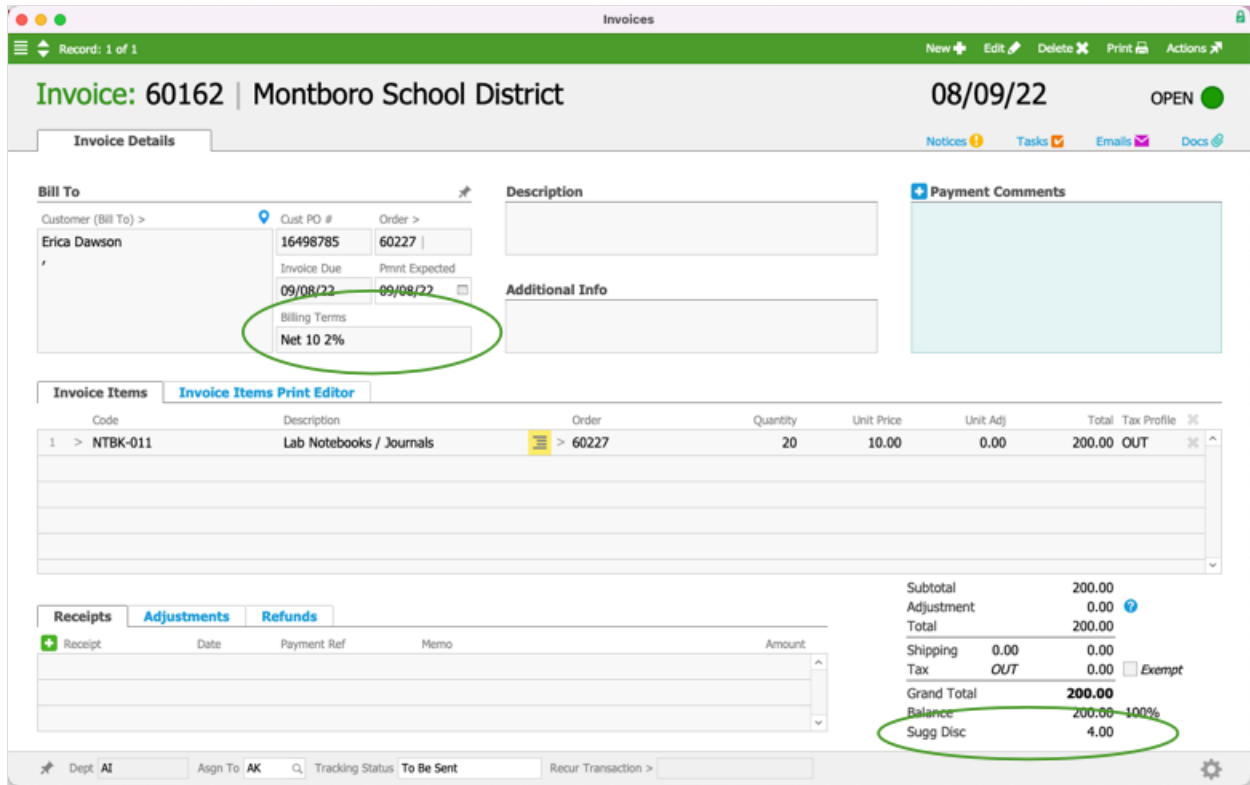 Invoices
Record: 1 of 1 New Edit Delete Print Actions
Invoice: 60162 | Montboro School District 08/09/22 OPEN
Invoice Details Notices Tasks Emails Docs
Bill To Description Payment Comments
Customer (Bill To) > Cust PO # Order >
Erica Dawson 16498785 60227
,
Invoice Due Pmnt Expected
09/08/22 09/08/22 Additional Info
Billing Terms
Net 10 2%
Invoice Items Invoice Items Print Editor
Code Description Order Quantity Unit Price Unit Adj Total Tax Profile
1 > NTBK-011 Lab Notebooks / Journals > 60227 20 10.00 0.00 200.00 OUT
Subtotal 200.00
Receipts Adjustments Refunds Adjustment 0.00 ?
Total 200.00
Receipt Date Payment Ref Memo Amount
Shipping 0.00 0.00
Tax OUT 0.00 Exempt
Grand Total 200.00
Balance 200.00 100%
Sugg Disc 4.00
Dept AI Asgn To AK Tracking Status To Be Sent Recur Transaction >